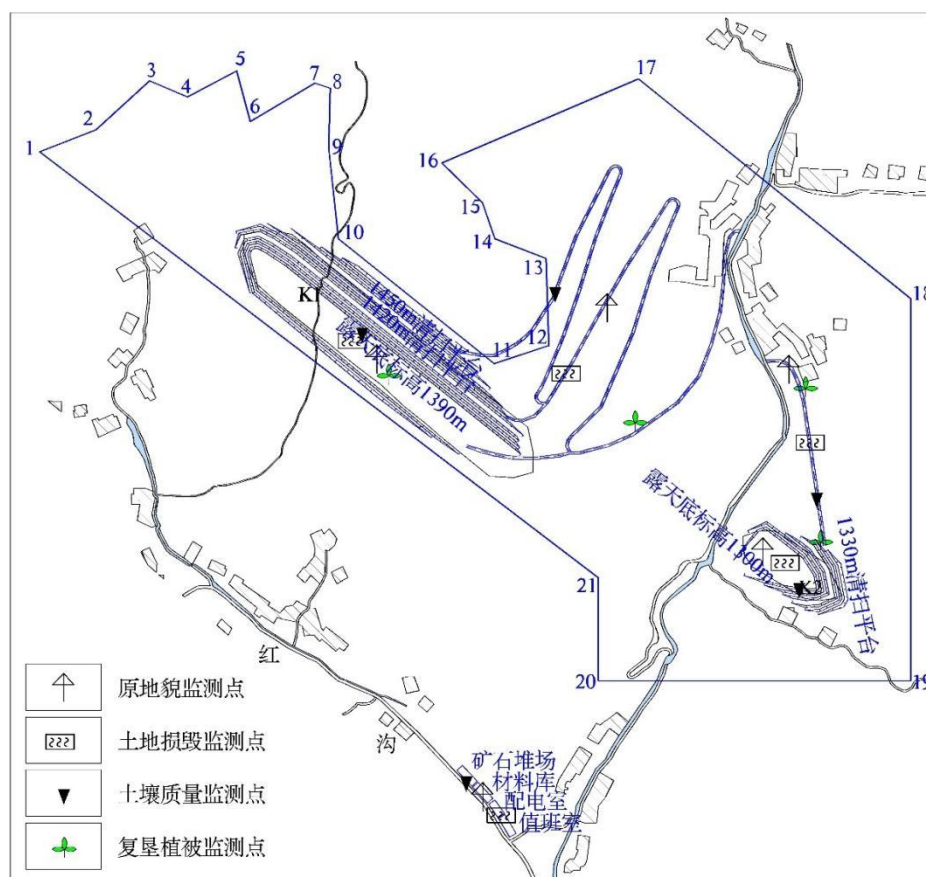 17
5
3
7
8
4
2
6
1
9
16
15
10
14
13
K1
18
1450m清扫平台
12
1420m清扫平台
11
露天底标高1390m
露天底标高1300m
1330m清扫平台
21
K2
红
20
19
原地貌监测点
沟
土地损毁监测点
矿石堆场
材料库
土壤质量监测点
配电室
值班室
复垦植被监测点